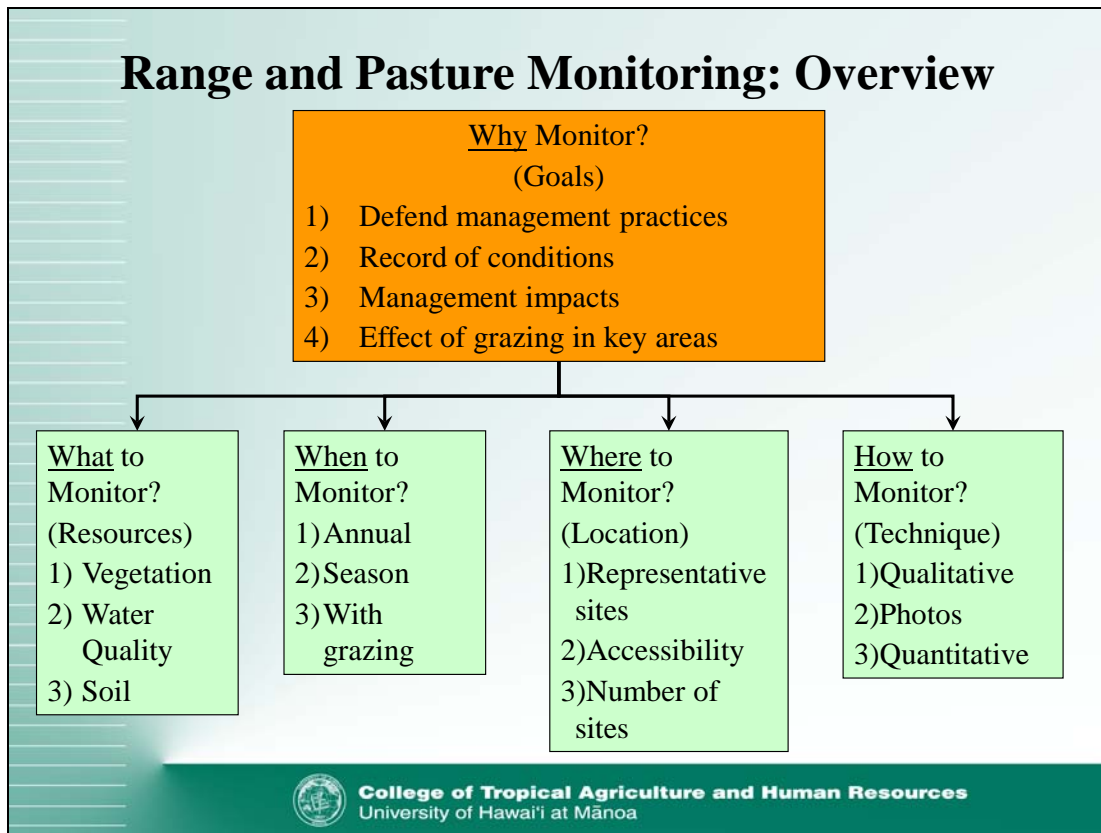 Range and Pasture Monitoring: Overview
Why Monitor?
(Goals)
1) Defend management practices
2) Record of conditions
3) Management impacts
4) Effect of grazing in key areas
What to
Monitor?
(Resources)
1) Vegetation
2) Water
Quality
3) Soil
When to
Monitor?
1)Annual
2)Season
3)With
grazing
Where to
Monitor?
(Location)
1)Representative
sites
2)Accessibility
3)Number of
sites
How to
Monitor?
(Technique)
1)Qualitative
2)Photos
3)Quantitative
College of Tropical Agriculture and Human Resources
University of Hawai‘i at Mānoa